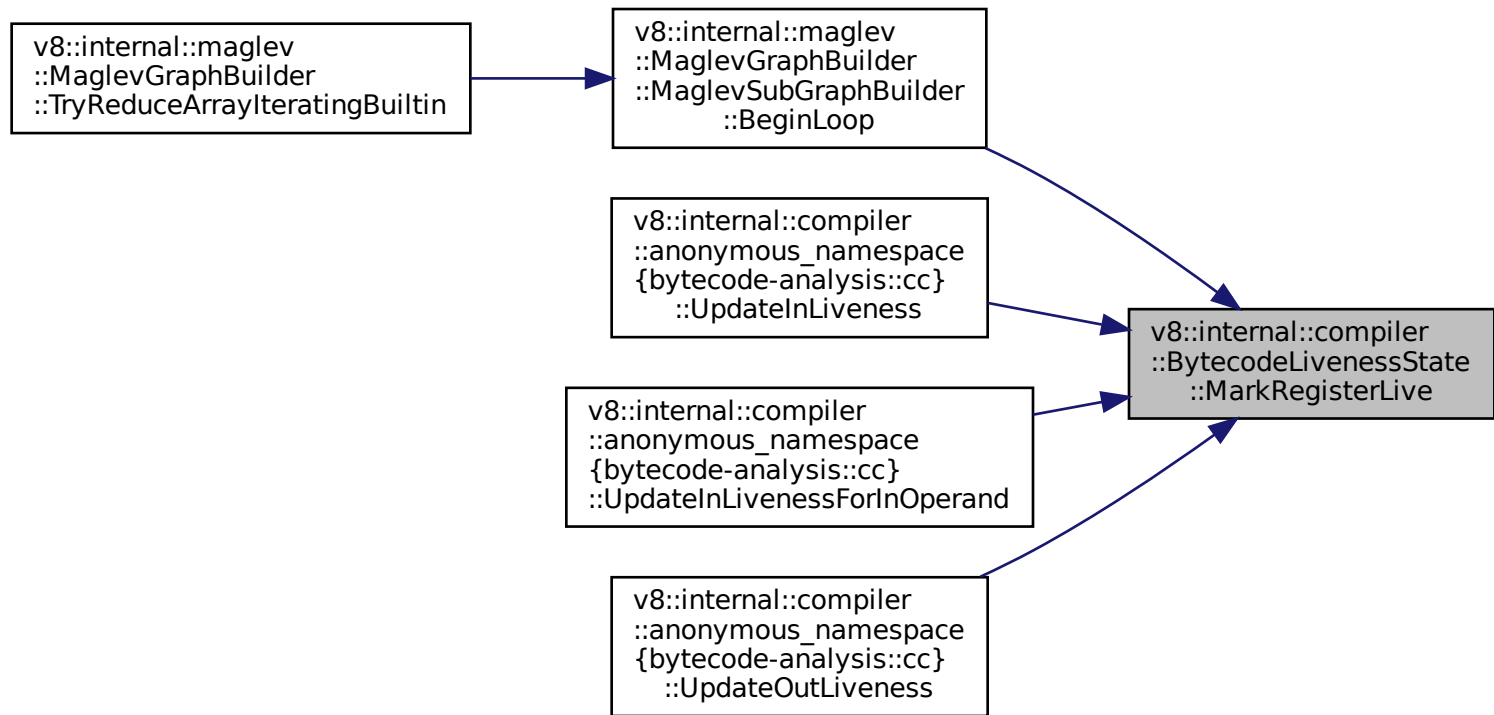 v8::internal::maglev
::MaglevGraphBuilder
::TryReduceArrayIteratingBuiltin
v8::internal::maglev
::MaglevGraphBuilder
::MaglevSubGraphBuilder
::BeginLoop
v8::internal::compiler
::anonymous_namespace
{bytecode-analysis::cc}
::UpdateInLiveness
v8::internal::compiler
::anonymous_namespace
{bytecode-analysis::cc}
::UpdateInLivenessForInOperand
v8::internal::compiler
::anonymous_namespace
{bytecode-analysis::cc}
::UpdateOutLiveness
v8::internal::compiler
::BytecodeLivenessState
::MarkRegisterLive